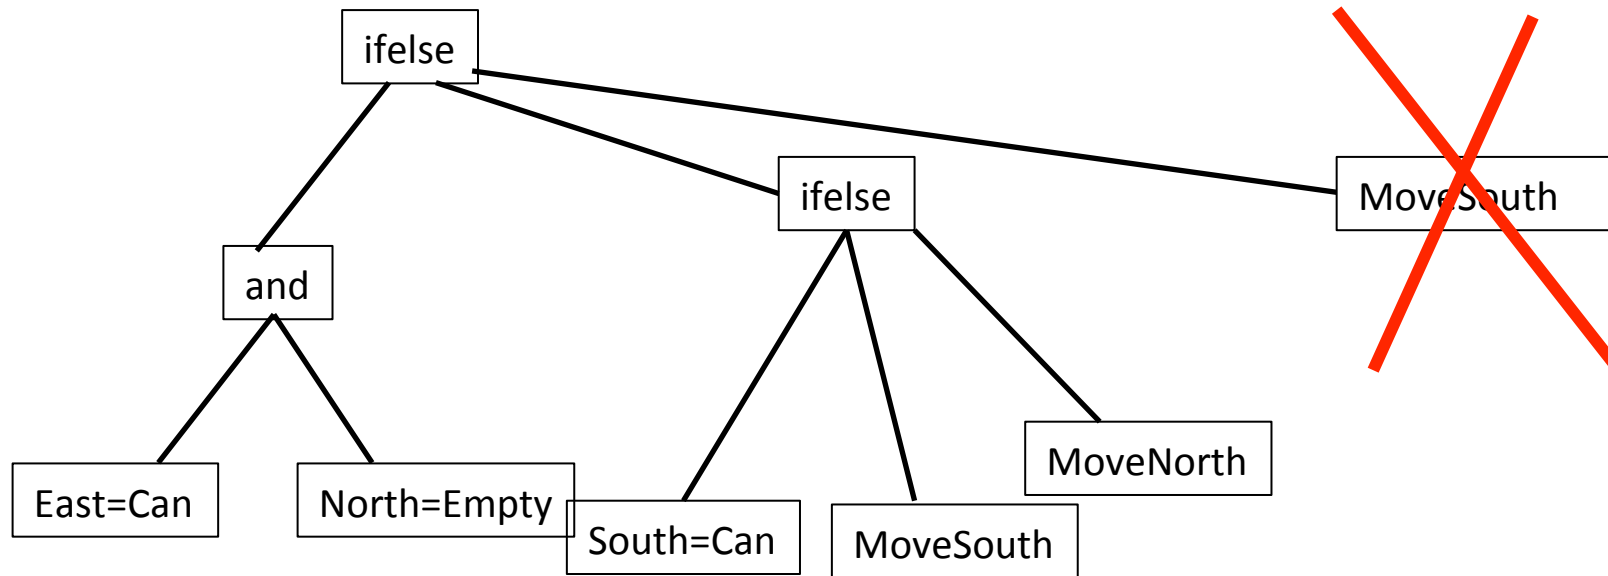 ifelse
ifelse
MoveSouth
and
East=Can
North=Empty
South=Can
MoveSouth
MoveNorth